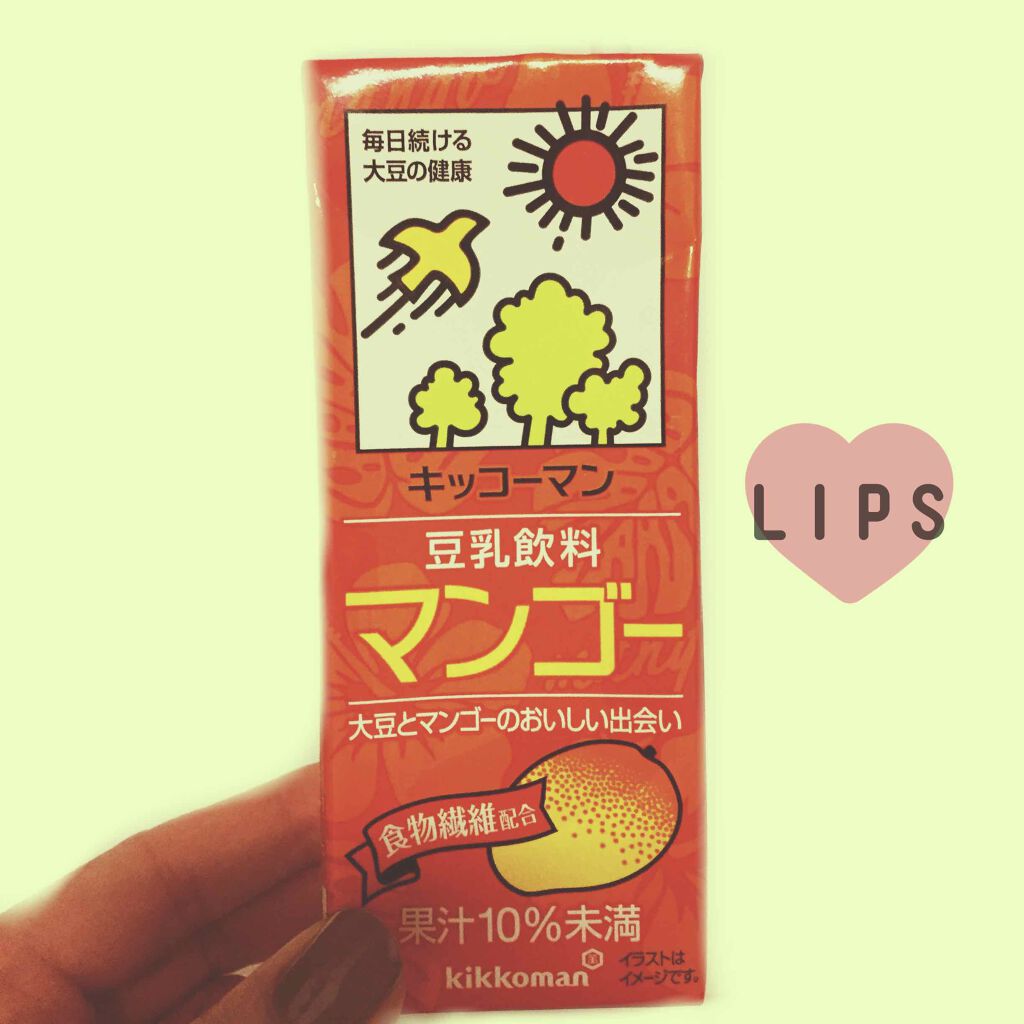 毎日続ける
大豆の健康
キッコーマン
豆乳飲料
マンゴー
大豆とマンゴーのおいしい出会い
食物繊維配合
果汁10%未満
kikkoman
イラストは
イメージです。
LIPS